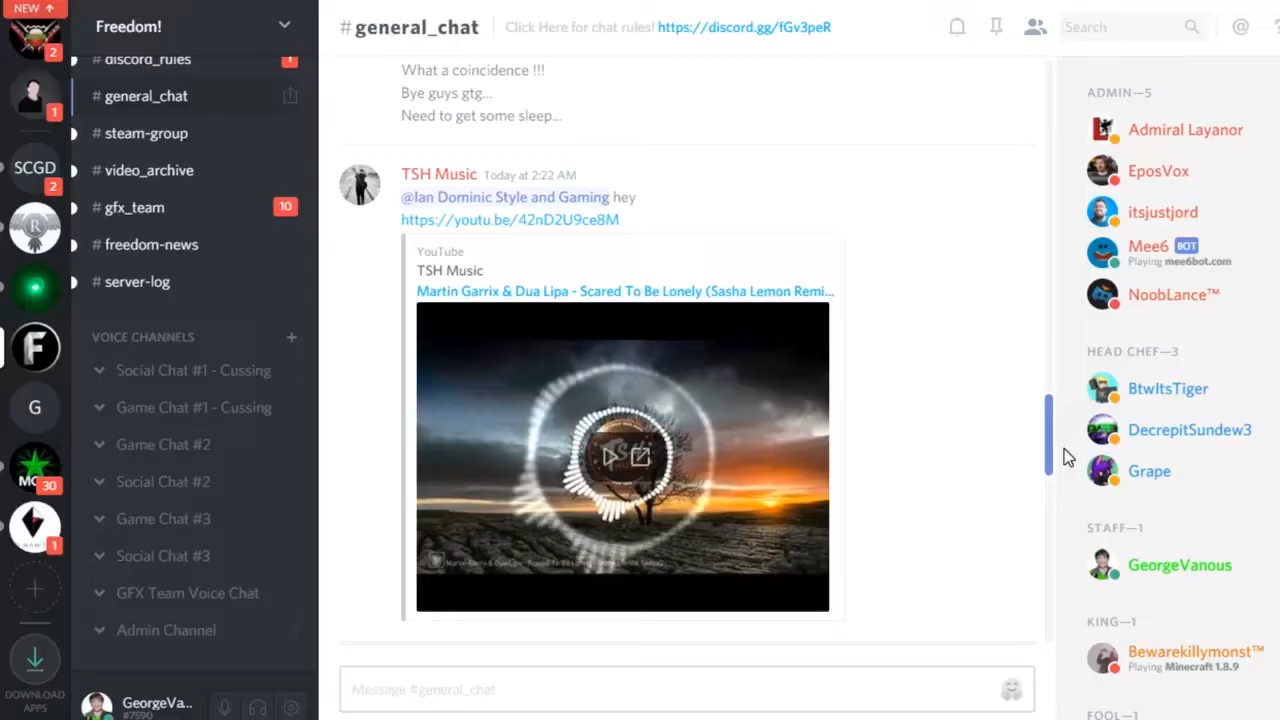 NEW ↑
2
1
SCGD
2
R
F
G
MC
30
1
DOWNLOAD
APPS
Freedom!
# discord_rules
1
# general_chat
# steam-group
# video_archive
# gfx_team
10
# freedom-news
# server-log
VOICE CHANNELS
Social Chat #1 - Cussing
Game Chat #1 - Cussing
Game Chat #2
Social Chat #2
Game Chat #3
Social Chat #3
GFX Team Voice Chat
Admin Channel
GeorgeVa...
#7590
# general_chat
Click Here for chat rules! https://discord.gg/fGv3peR
Search
@
What a coincidence !!!
Bye guys gtg...
Need to get some sleep...
TSH Music Today at 2:22 AM
@Ian Dominic Style and Gaming hey
https://youtu.be/42nD2U9ce8M
YouTube
TSH Music
Martin Garrix & Dua Lipa - Scared To Be Lonely (Sasha Lemon Remi...
Message #general_chat
ADMIN—5
Admiral Layanor
EposVox
itsjustjord
Mee6 BOT
Playing mee6bot.com
NoobLance™
HEAD CHEF—3
BtwItsTiger
DecrepitSundew3
Grape
STAFF—1
GeorgeVanous
KING—1
Bewarekillymonst™
Playing Minecraft 1.8.9
FOOL—1